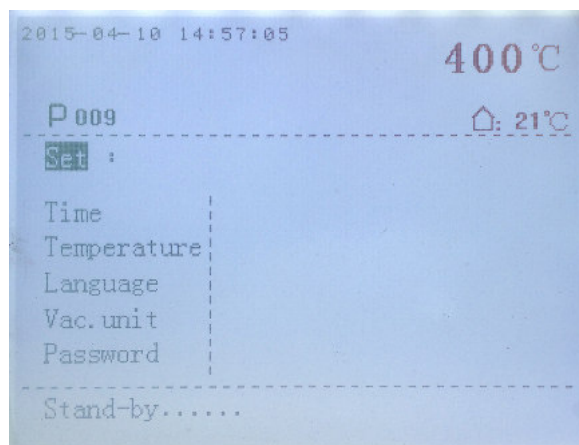 2015-04-10 14:57:05
400℃
P 009
: 21℃
Set :
Time
Temperature
Language
Vac.unit
Password
Stand-by......